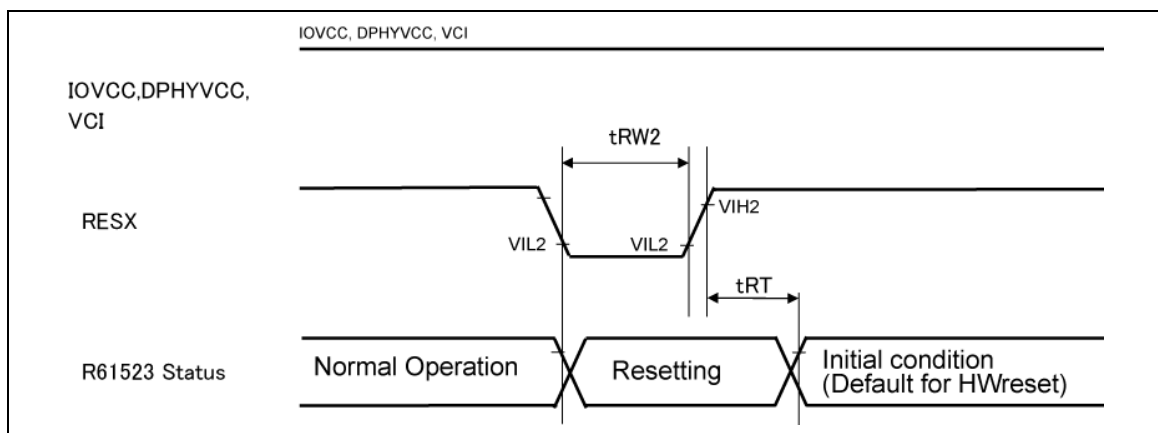 IOVCC, DPHYVCC, VCI
IOVCC,DPHYVCC,
VCI
tRW2
RESX
VIL2
VIL2
VIH2
tRT
R61523 Status
Normal Operation
Resetting
Initial condition
(Default for HWreset)